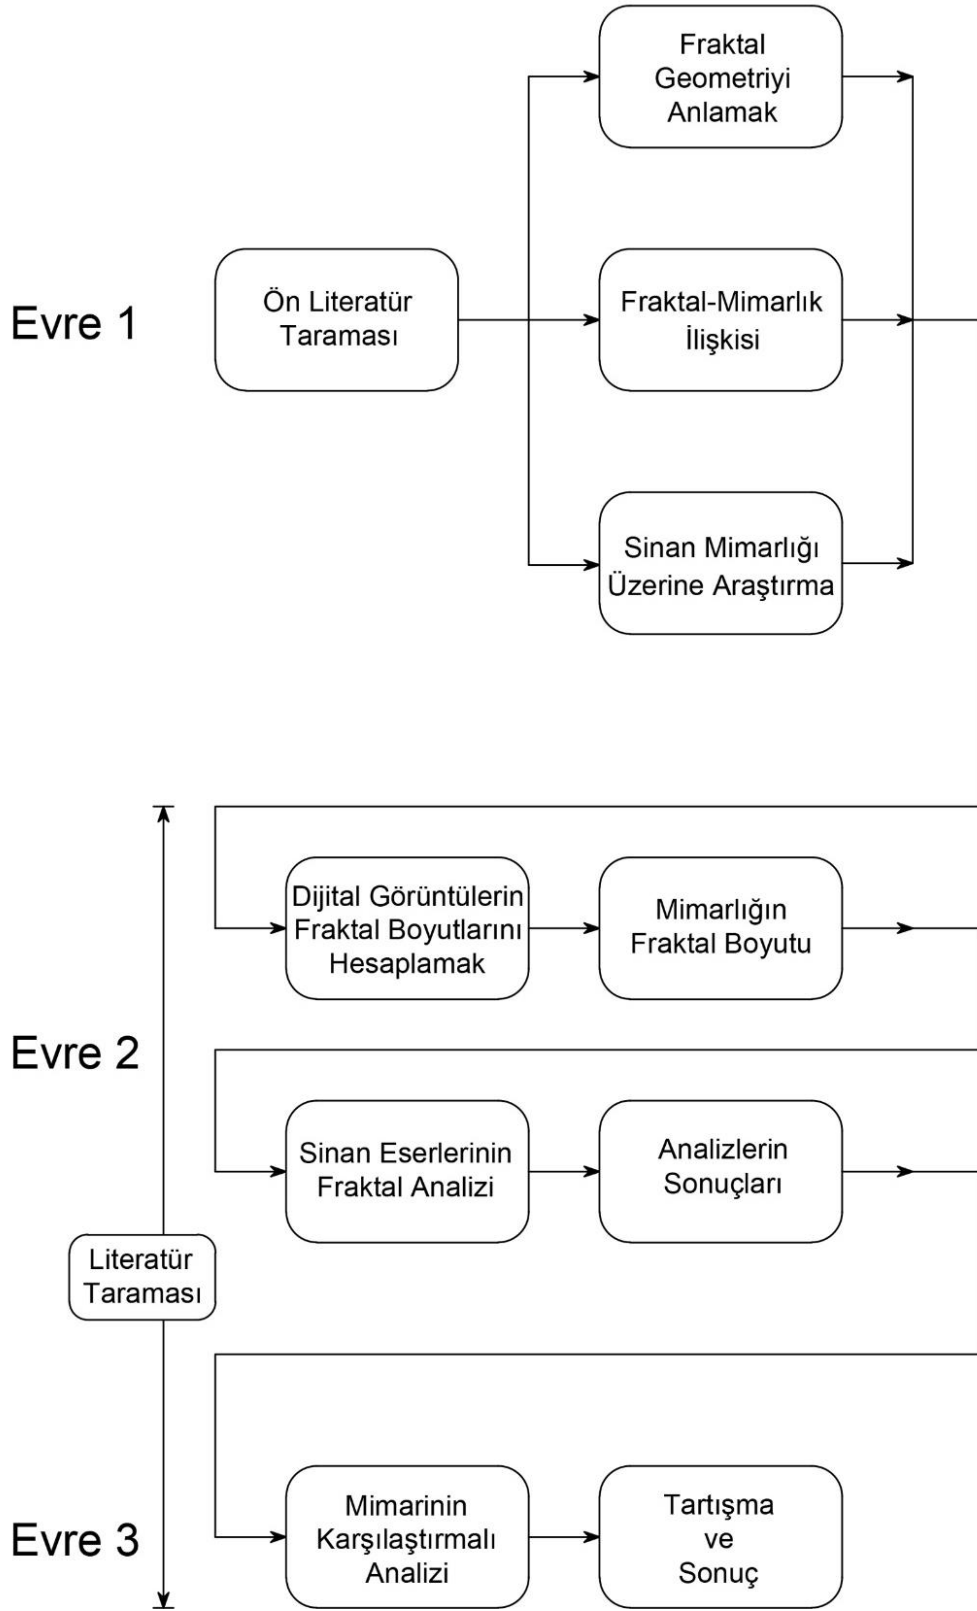 Fraktal
Geometriyi
Anlamak
Evre 1
Ön Literatür
Taraması
Fraktal-Mimarlık
İlişkisi
Sinan Mimarlığı
Üzerine Araştırma
Dijital Görüntülerin
Fraktal Boyutlarını
Hesaplamak
Mimarlığın
Fraktal Boyutu
Evre 2
Sinan Eserlerinin
Fraktal Analizi
Analizlerin
Sonuçları
Literatür
Taraması
Evre 3
Mimarinin
Karşılaştırmalı
Analizi
Tartışma
ve
Sonuç